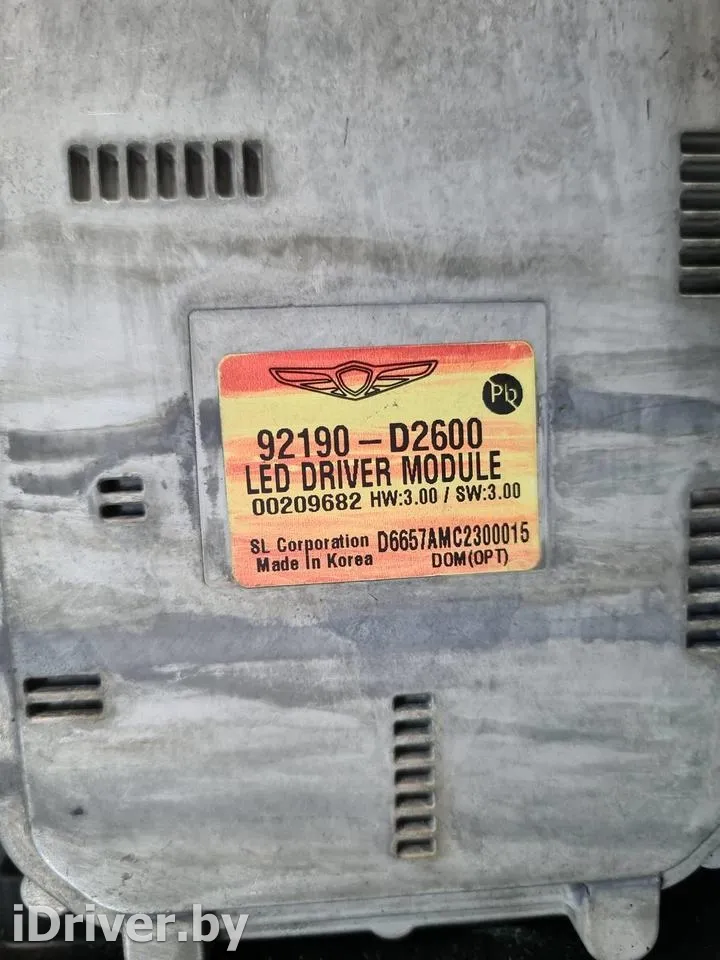 Pb
92190-D2600
LED DRIVER MODULE
00209682 HW:3.00 / SW:3.00
SL Corporation D6657AMC2300015
Made In Korea DOM(OPT)
iDriver.by